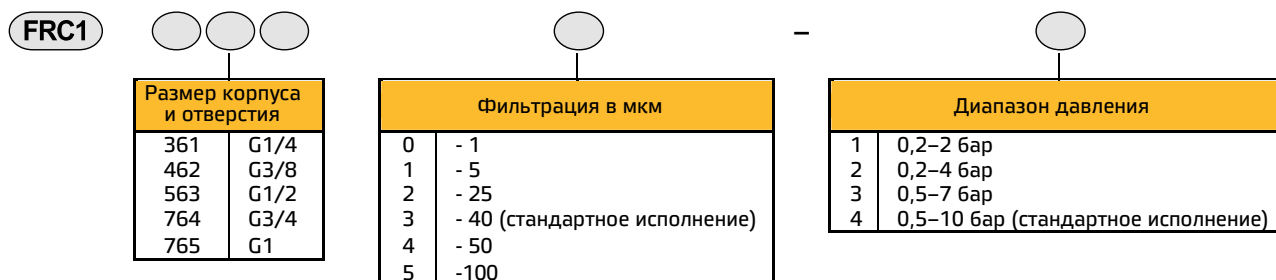 FRC1 –
Размер корпуса
и отверстия
361 G1/4
462 G3/8
563 G1/2
764 G3/4
765 G1
Фильтрация в мкм
0 - 1
1 - 5
2 - 25
3 - 40 (стандартное исполнение)
4 - 50
5 -100
Диапазон давления
1 0,2–2 бар
2 0,2–4 бар
3 0,5–7 бар
4 0,5–10 бар (стандартное исполнение)